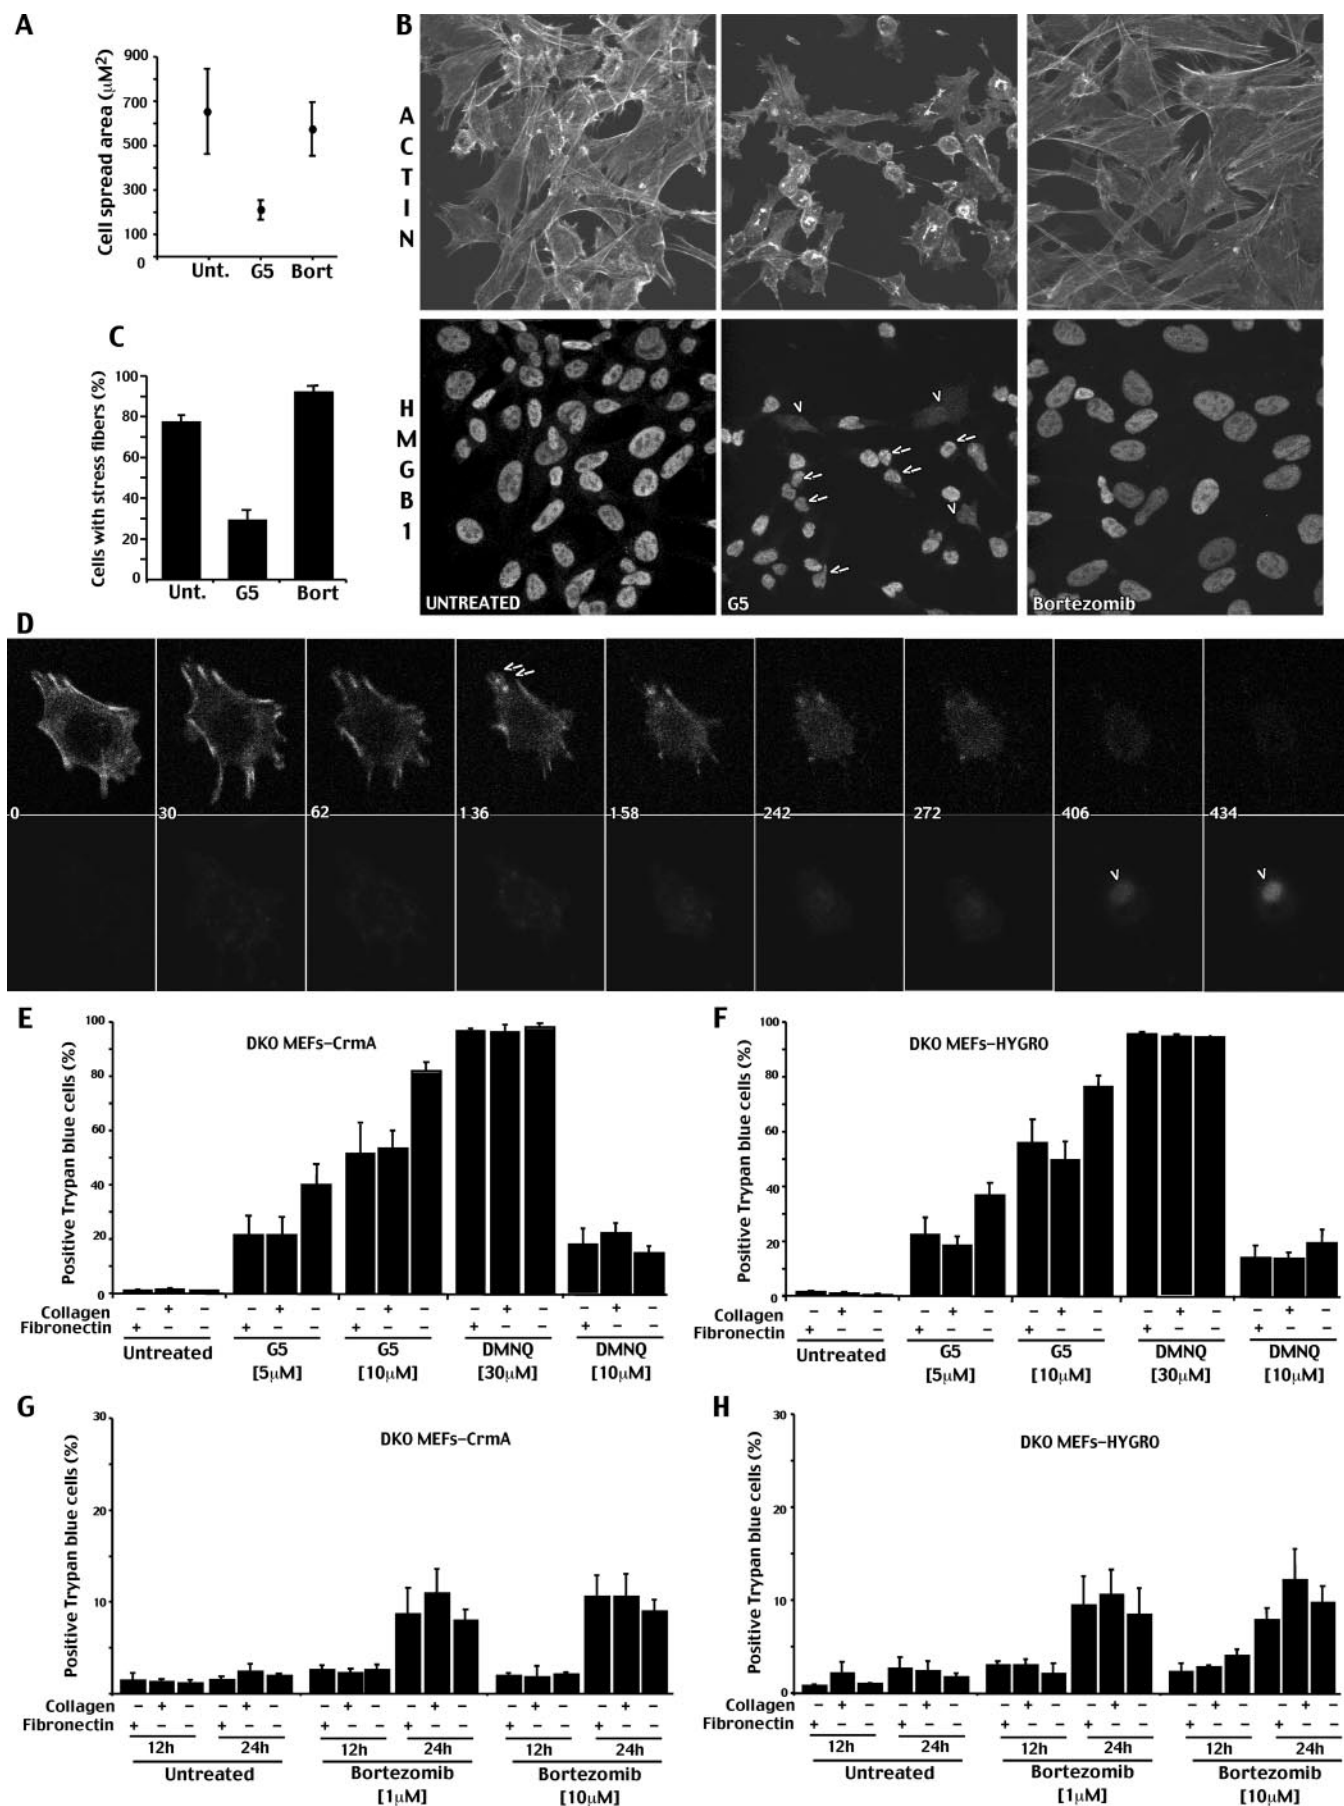 A
900
700
500
300
100
0
Cell spread area (μM²)
Unt. G5 Bort
B
ACTIN
HMGB1
UNTREATED
G5
Bortezomib
C
100
80
60
40
20
0
Cells with stress fibers (%)
Unt. G5 Bort
D
0 30 62 136 158 242 272 406 434
E
DKO MEFs–CrmA
Positive Trypan blue cells (%)
100
80
60
40
20
0
Collagen – + – – + – – + – – + – – + –
Fibronectin + – – + – – + – – + – – + – –
Untreated G5 G5 DMNQ DMNQ
[5μM] [10μM] [30μM] [10μM]
F
DKO MEFs–HYGRO
Positive Trypan blue cells (%)
100
80
60
40
20
0
Collagen – + – – + – – + – – + – – + –
Fibronectin + – – + – – + – – + – – + – –
Untreated G5 G5 DMNQ DMNQ
[5μM] [10μM] [30μM] [10μM]
G
DKO MEFs–CrmA
Positive Trypan blue cells (%)
30
20
10
Collagen – + – – + – – + – – + – – + – – + –
Fibronectin + – – + – – + – – + – – + – – + – –
12h 24h 12h 24h 12h 24h
Untreated Bortezomib Bortezomib
[1μM] [10μM]
H
DKO MEFs–HYGRO
Positive Trypan blue cells (%)
30
20
10
0
Collagen – + – – + – – + – – + – – + – – + –
Fibronectin + – – + – – + – – + – – + – – + – –
12h 24h 12h 24h 12h 24h
Untreated Bortezomib Bortezomib
[1μM] [10μM]